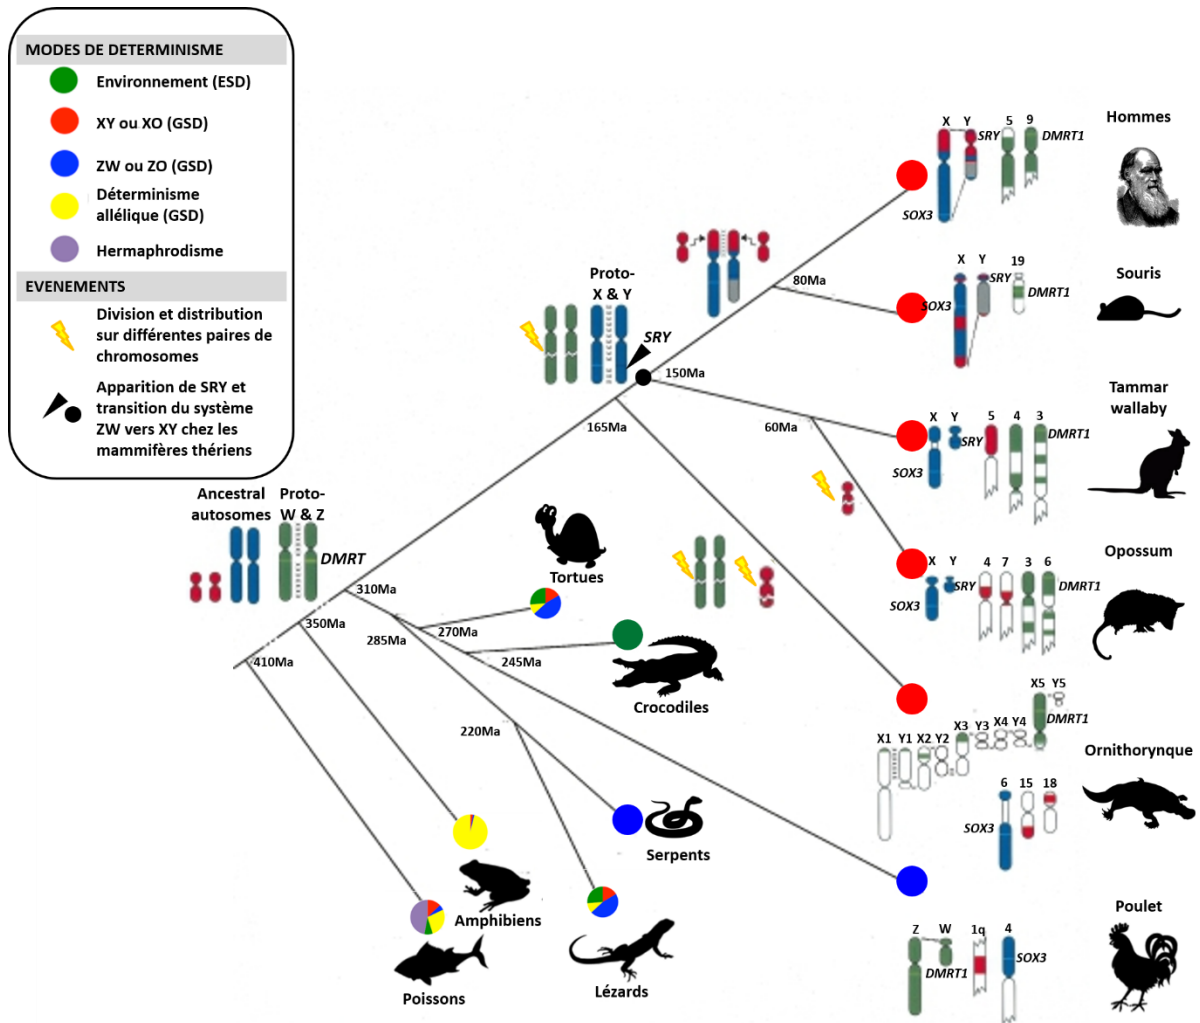 MODES DE DETERMINISME
Environnement (ESD)
XY ou XO (GSD)
ZW ou ZO (GSD)
Déterminisme
allélique (GSD)
Hermaphrodisme
EVENEMENTS
Division et distribution
sur différentes paires de
chromosomes
Apparition de SRY et
transition du système
ZW vers XY chez les
mammifères thériens
Hommes
X Y SRY 5 9 DMRT1
SOX3
80Ma
Souris
X Y SRY 19
SOX3 DMRT1
Proto-
X & Y
SRY
150Ma
165Ma
Tammar
wallaby
60Ma
X Y SRY 5 4 3 DMRT1
SOX3
Opossum
X Y SRY 4 7 3 6 DMRT1
SOX3
Ancestral
autosomes
Proto-
W & Z
DMRT
310Ma
350Ma
410Ma
285Ma
270Ma
245Ma
220Ma
Tortues
Crocodiles
Serpents
Lézards
Amphibiens
Poissons
X1 Y1 X2 Y2 X3 Y3 X4 Y4 X5 Y5
DMRT1
Ornithorynque
6 15 18
SOX3
Poulet
Z W 1q 4
DMRT1 SOX3